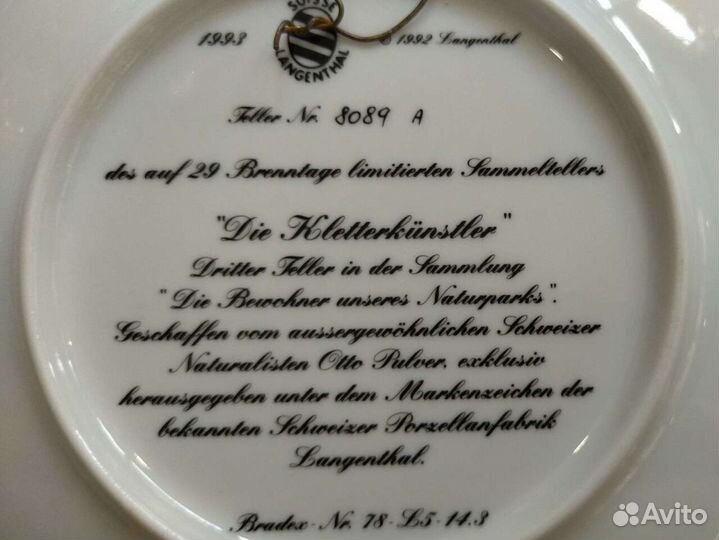 SUISSE
LANGENTHAL
1993 © 1992 Langenthal
Teller Nr. 8089 A
des auf 29 Brenntage limitierten Sammeltellers
"Die Kletterkünstler"
Dritter Teller in der Sammlung
"Die Bewohner unseres Naturparks".
Geschaffen vom aussergewöhnlichen Schweizer
Naturalisten Otto Pulver, exklusiv
herausgegeben unter dem Markenzeichen der
bekannten Schweizer Porzellanfabrik
Langenthal.
Bradex-Nr. 78-L5-14.3
Avito